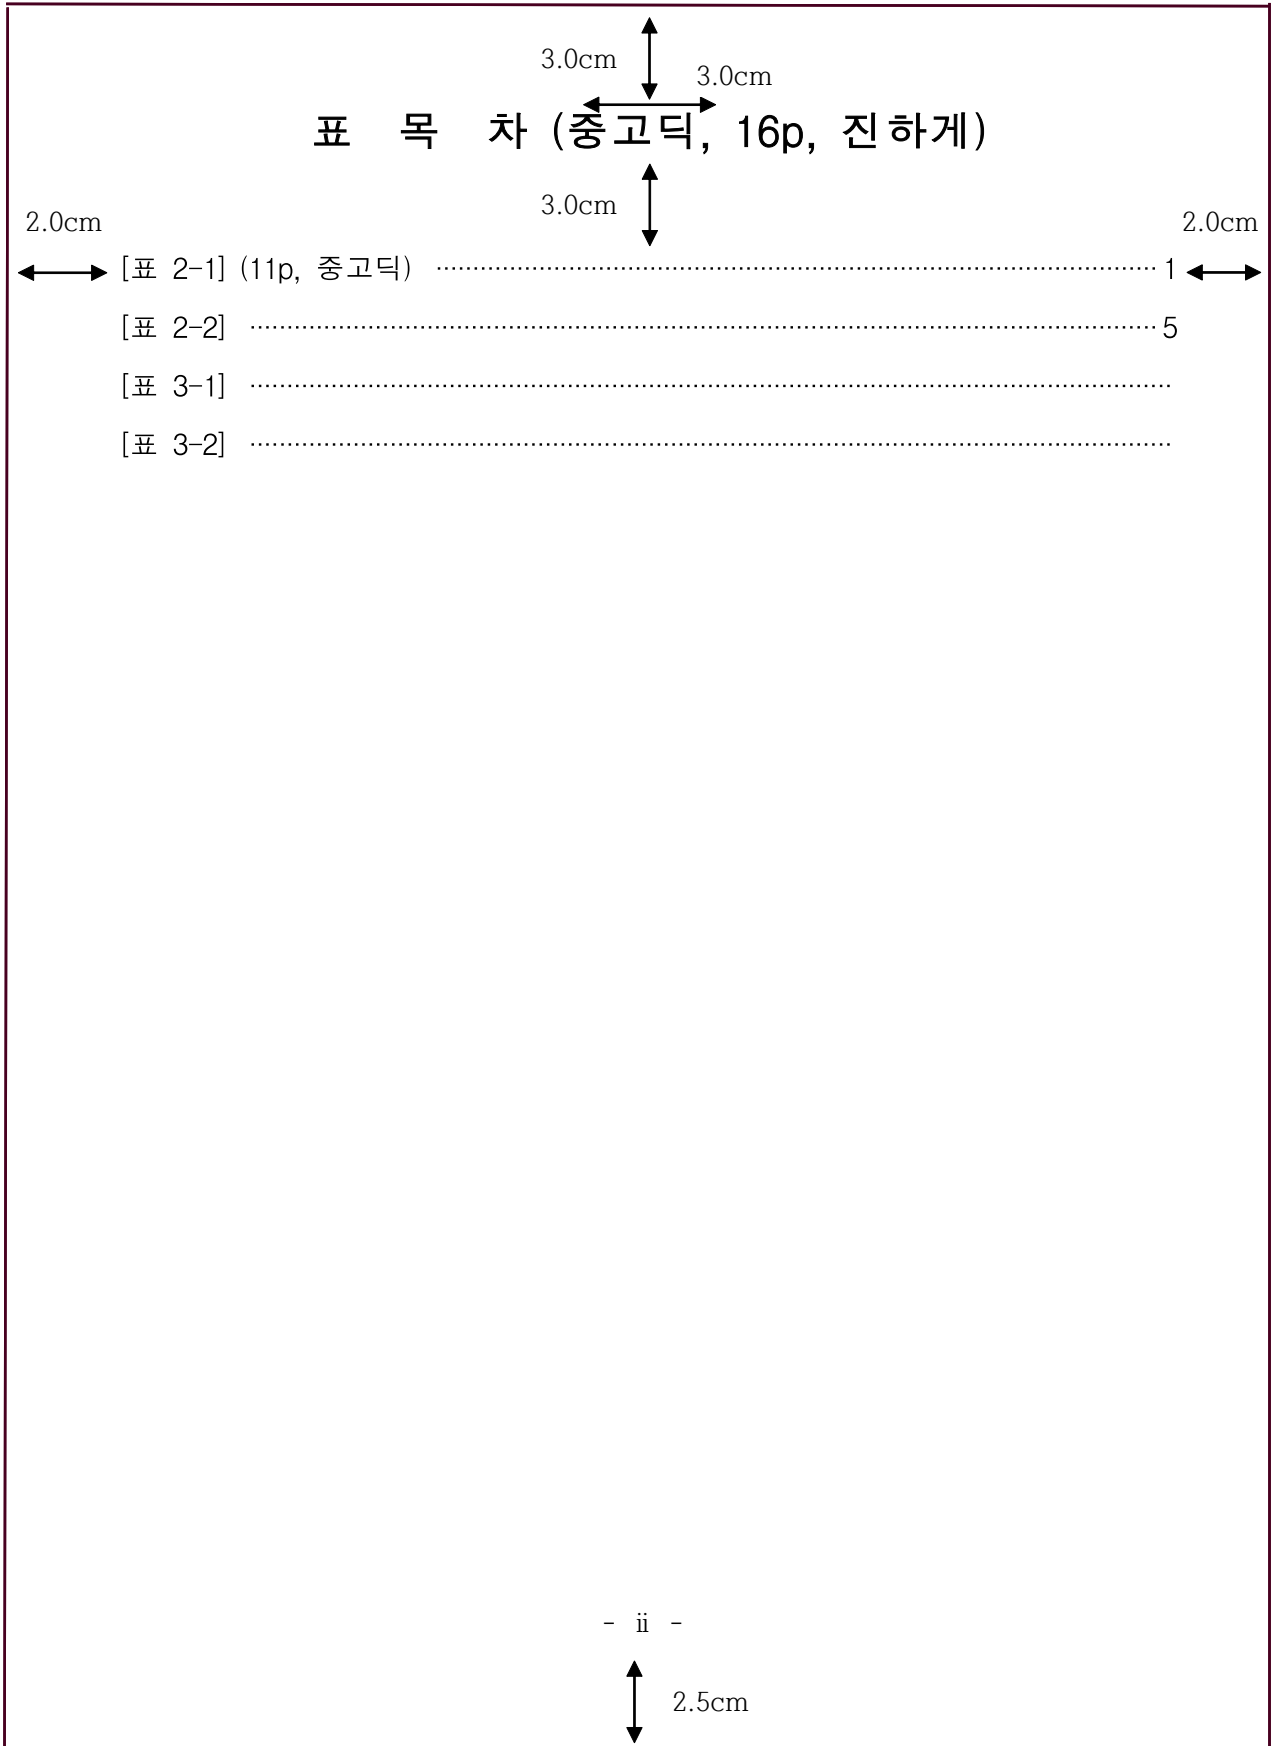 3.0cm
3.0cm
표 목 차 (중고딕, 16p, 진하게)
3.0cm
2.0cm 2.0cm
[표 2-1] (11p, 중고딕) ························································ 1
[표 2-2] ························································ 5
[표 3-1] ························································
[표 3-2] ························································
- ⅱ -
2.5cm